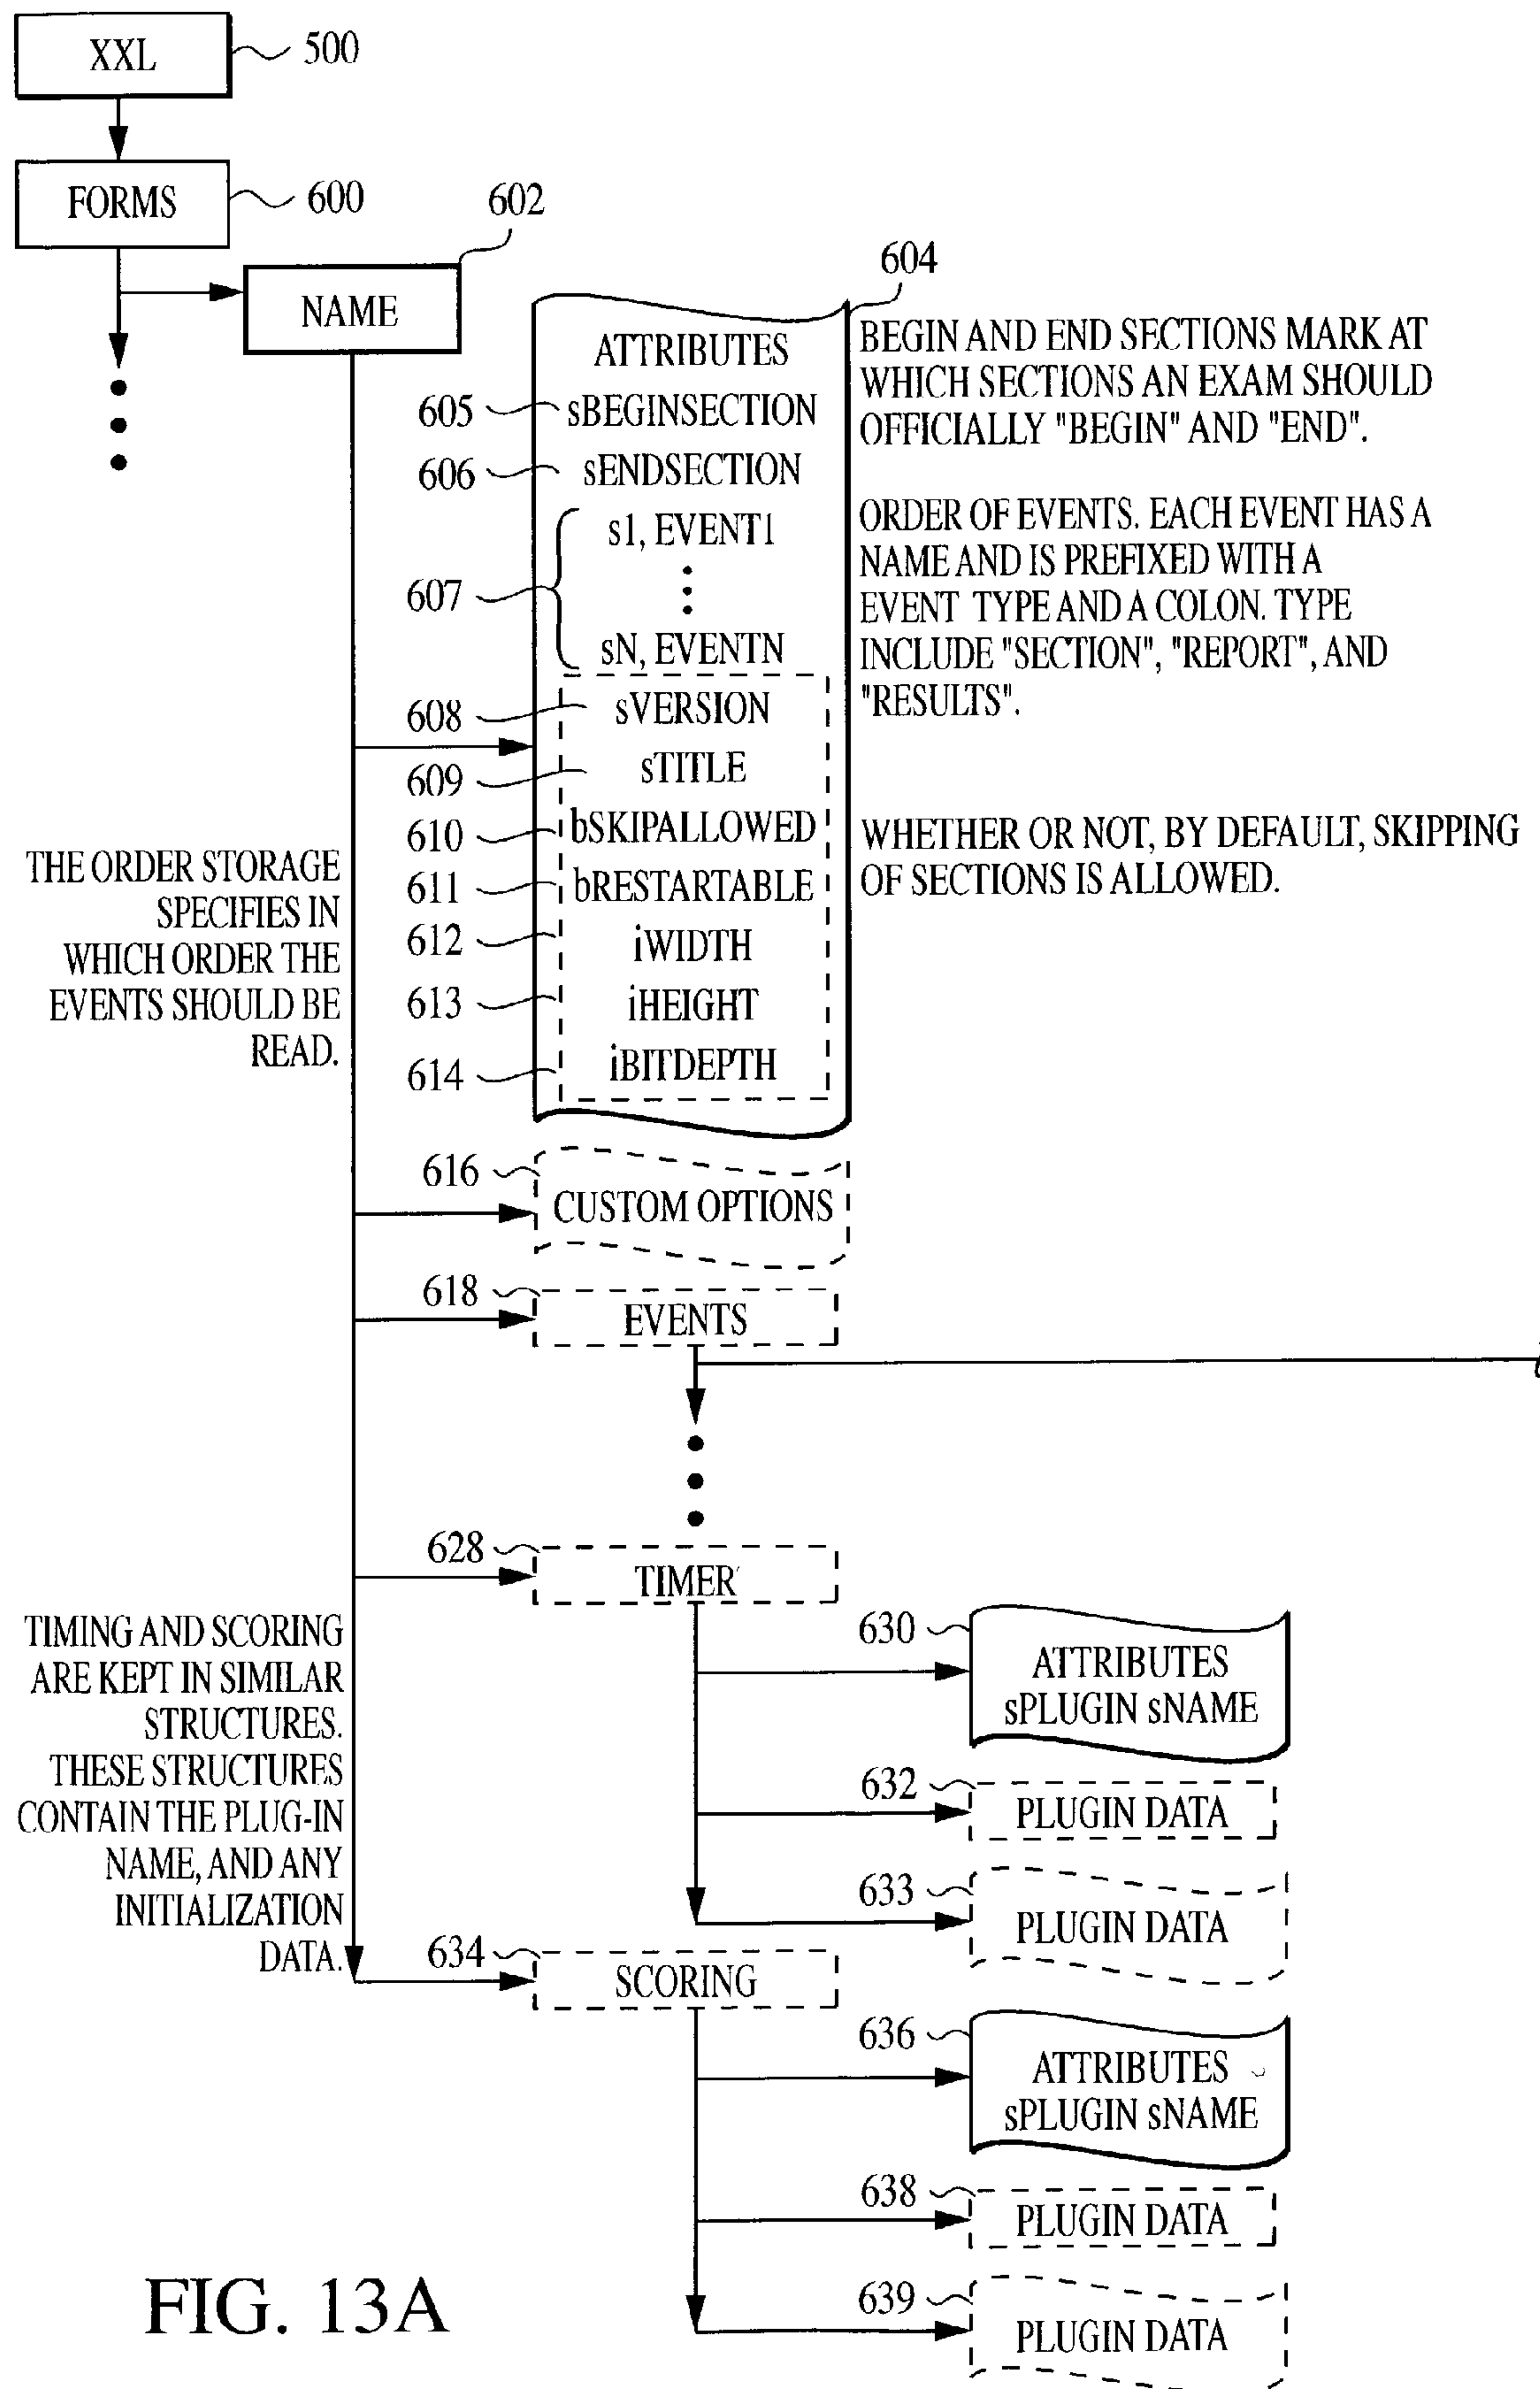 XXL
500
FORMS
600
602
NAME
604
ATTRIBUTES
605
sBEGINSECTION
606
sENDSECTION
s1, EVENT1
607
sN, EVENTN
608
sVERSION
609
sTITLE
610
bSKIPALLOWED
611
bRESTARTABLE
612
iWIDTH
613
iHEIGHT
614
iBITDEPTH
BEGIN AND END SECTIONS MARK AT
WHICH SECTIONS AN EXAM SHOULD
OFFICIALLY "BEGIN" AND "END".
ORDER OF EVENTS. EACH EVENT HAS A
NAME AND IS PREFIXED WITH A
EVENT TYPE AND A COLON. TYPE
INCLUDE "SECTION", "REPORT", AND
"RESULTS".
WHETHER OR NOT, BY DEFAULT, SKIPPING
OF SECTIONS IS ALLOWED.
THE ORDER STORAGE
SPECIFIES IN
WHICH ORDER THE
EVENTS SHOULD BE
READ.
616
CUSTOM OPTIONS
618
EVENTS
628
TIMER
630
ATTRIBUTES
sPLUGIN sNAME
632
PLUGIN DATA
633
PLUGIN DATA
TIMING AND SCORING
ARE KEPT IN SIMILAR
STRUCTURES.
THESE STRUCTURES
CONTAIN THE PLUG-IN
NAME, AND ANY
INITIALIZATION
DATA.
634
SCORING
636
ATTRIBUTES
sPLUGIN sNAME
638
PLUGIN DATA
639
PLUGIN DATA
FIG. 13A